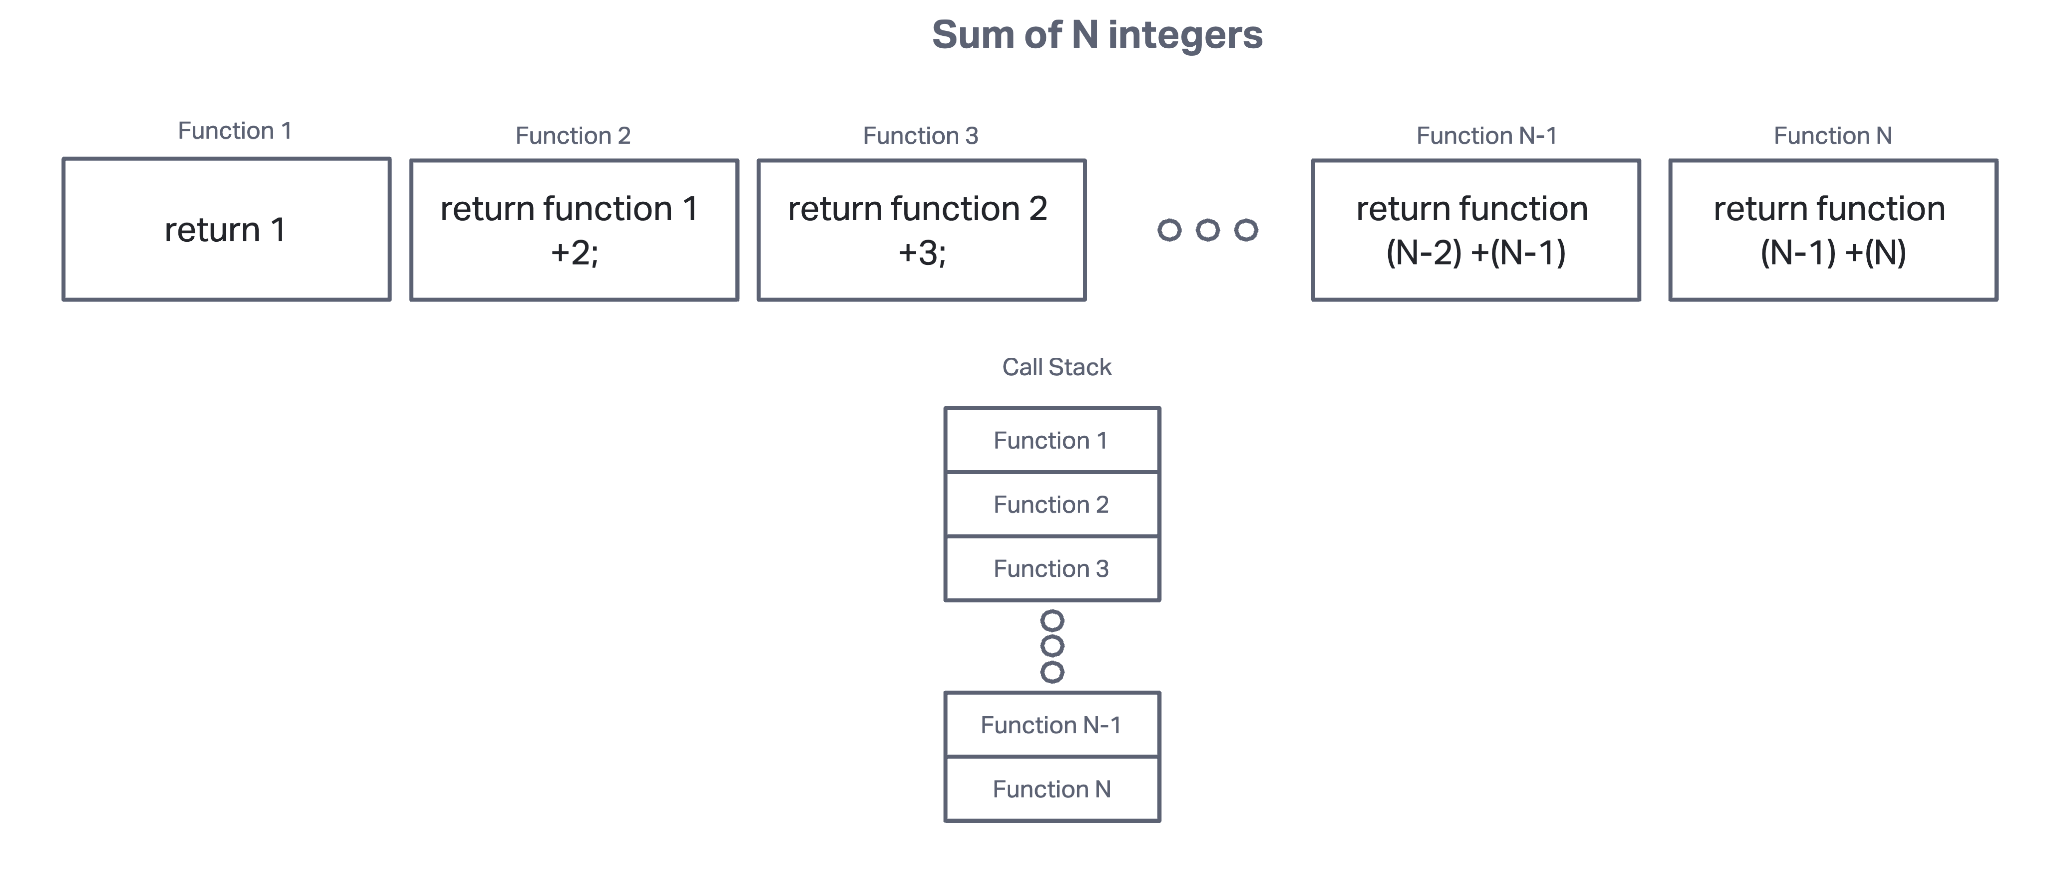 Sum of N integers
Function 1
Function 2
Function 3
Function N-1
Function N
return 1
return function 1
+2;
return function 2
+3;
return function
(N-2) +(N-1)
return function
(N-1) +(N)
Call Stack
Function 1
Function 2
Function 3
Function N-1
Function N